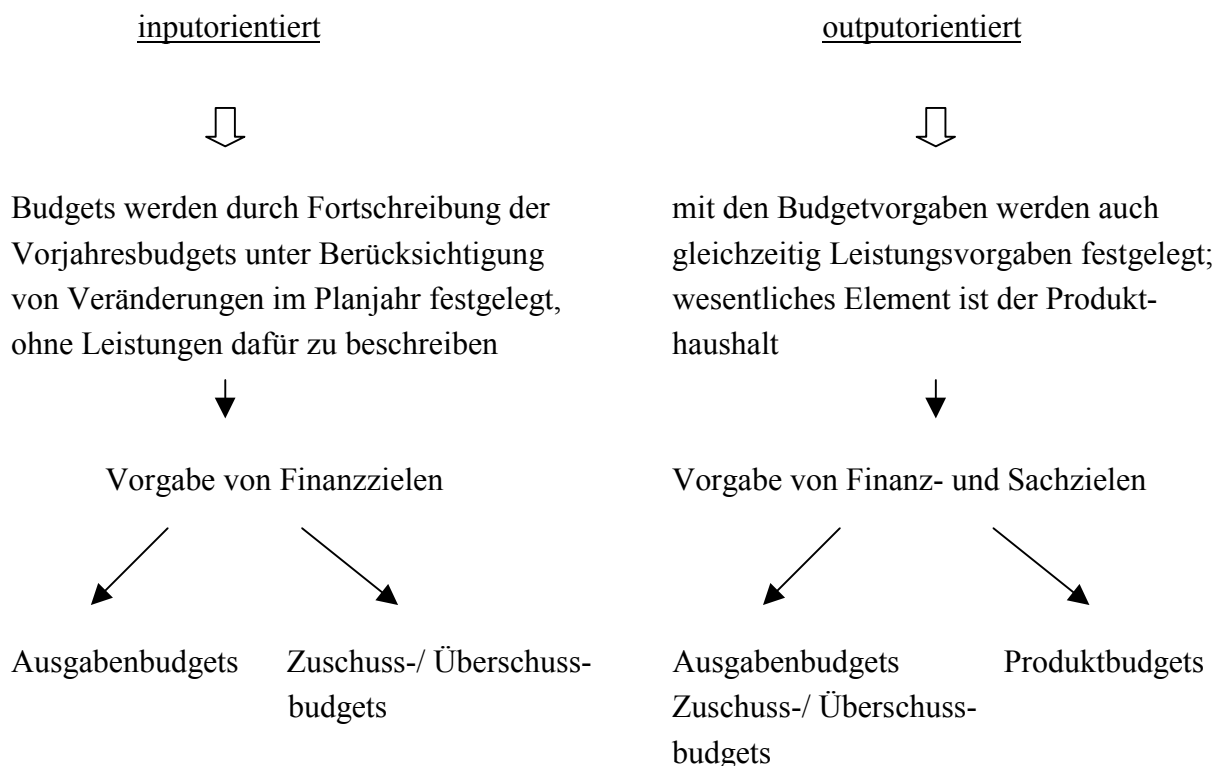 inputorientiert
outputorientiert
Budgets werden durch Fortschreibung der
Vorjahresbudgets unter Berücksichtigung
von Veränderungen im Planjahr festgelegt,
ohne Leistungen dafür zu beschreiben
mit den Budgetvorgaben werden auch
gleichzeitig Leistungsvorgaben festgelegt;
wesentliches Element ist der Produkt-
haushalt
Vorgabe von Finanzzielen
Vorgabe von Finanz- und Sachzielen
Ausgabenbudgets
Zuschuss-/ Überschuss-
budgets
Ausgabenbudgets
Zuschuss-/ Überschuss-
budgets
Produktbudgets